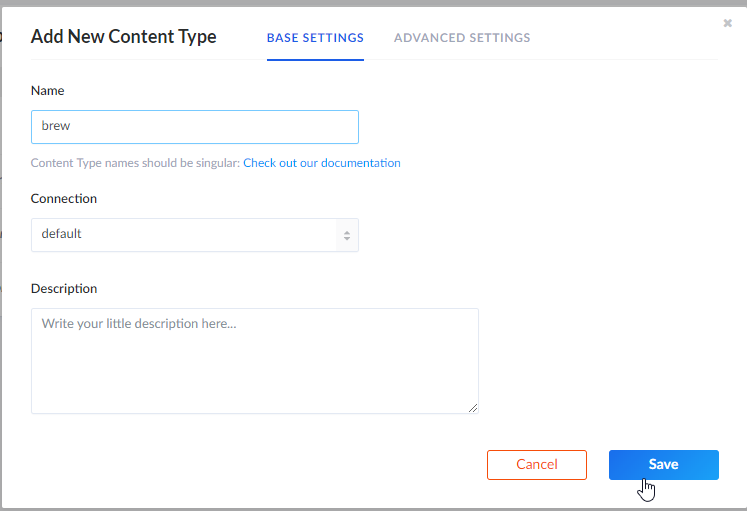 Add New Content Type BASE SETTINGS ADVANCED SETTINGS
Name
brew
Content Type names should be singular: Check out our documentation
Connection
default
Description
Write your little description here...
Cancel Save